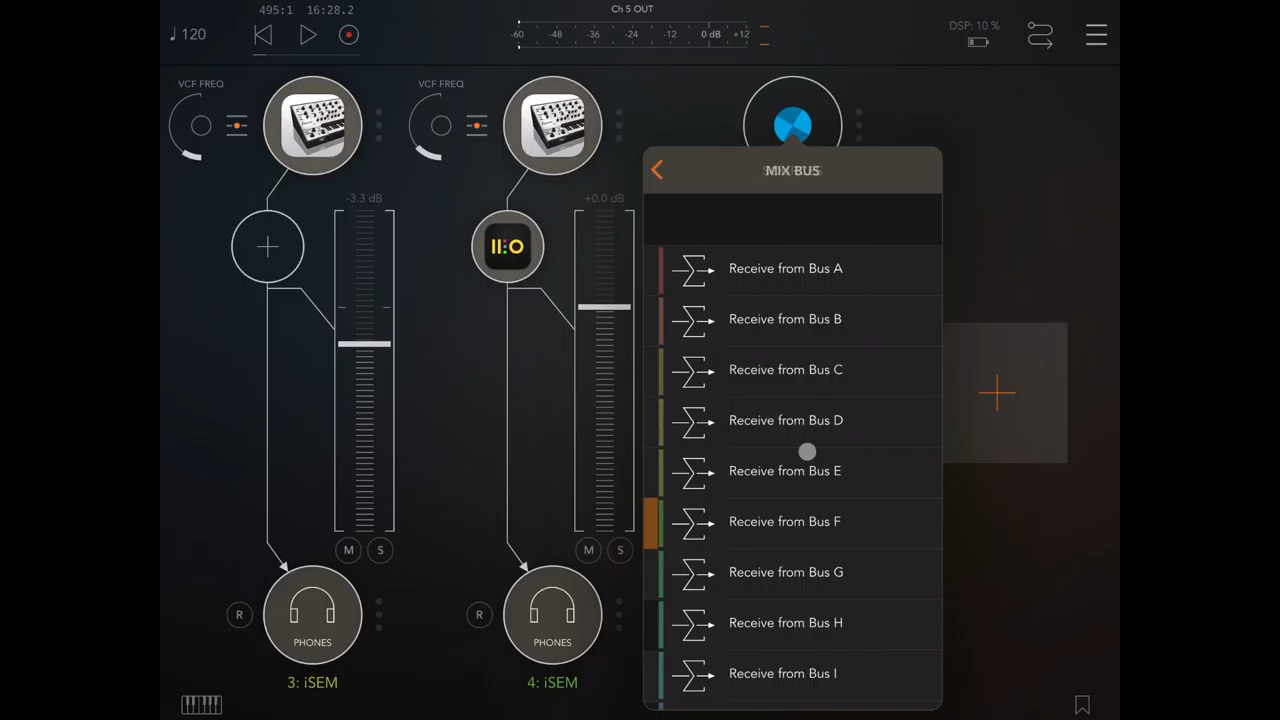 495:1 16:28.2
♩120
Ch 5 OUT
-60 -48 -36 -24 -12 0 dB +12
DSP: 10 %
VCF FREQ
VCF FREQ
MIX BUS
-3.3 dB
+0.0 dB
Receive from Bus A
Receive from Bus B
Receive from Bus C
Receive from Bus D
Receive from Bus E
Receive from Bus F
Receive from Bus G
Receive from Bus H
Receive from Bus I
M S
M S
R
PHONES
R
PHONES
3: iSEM
4: iSEM